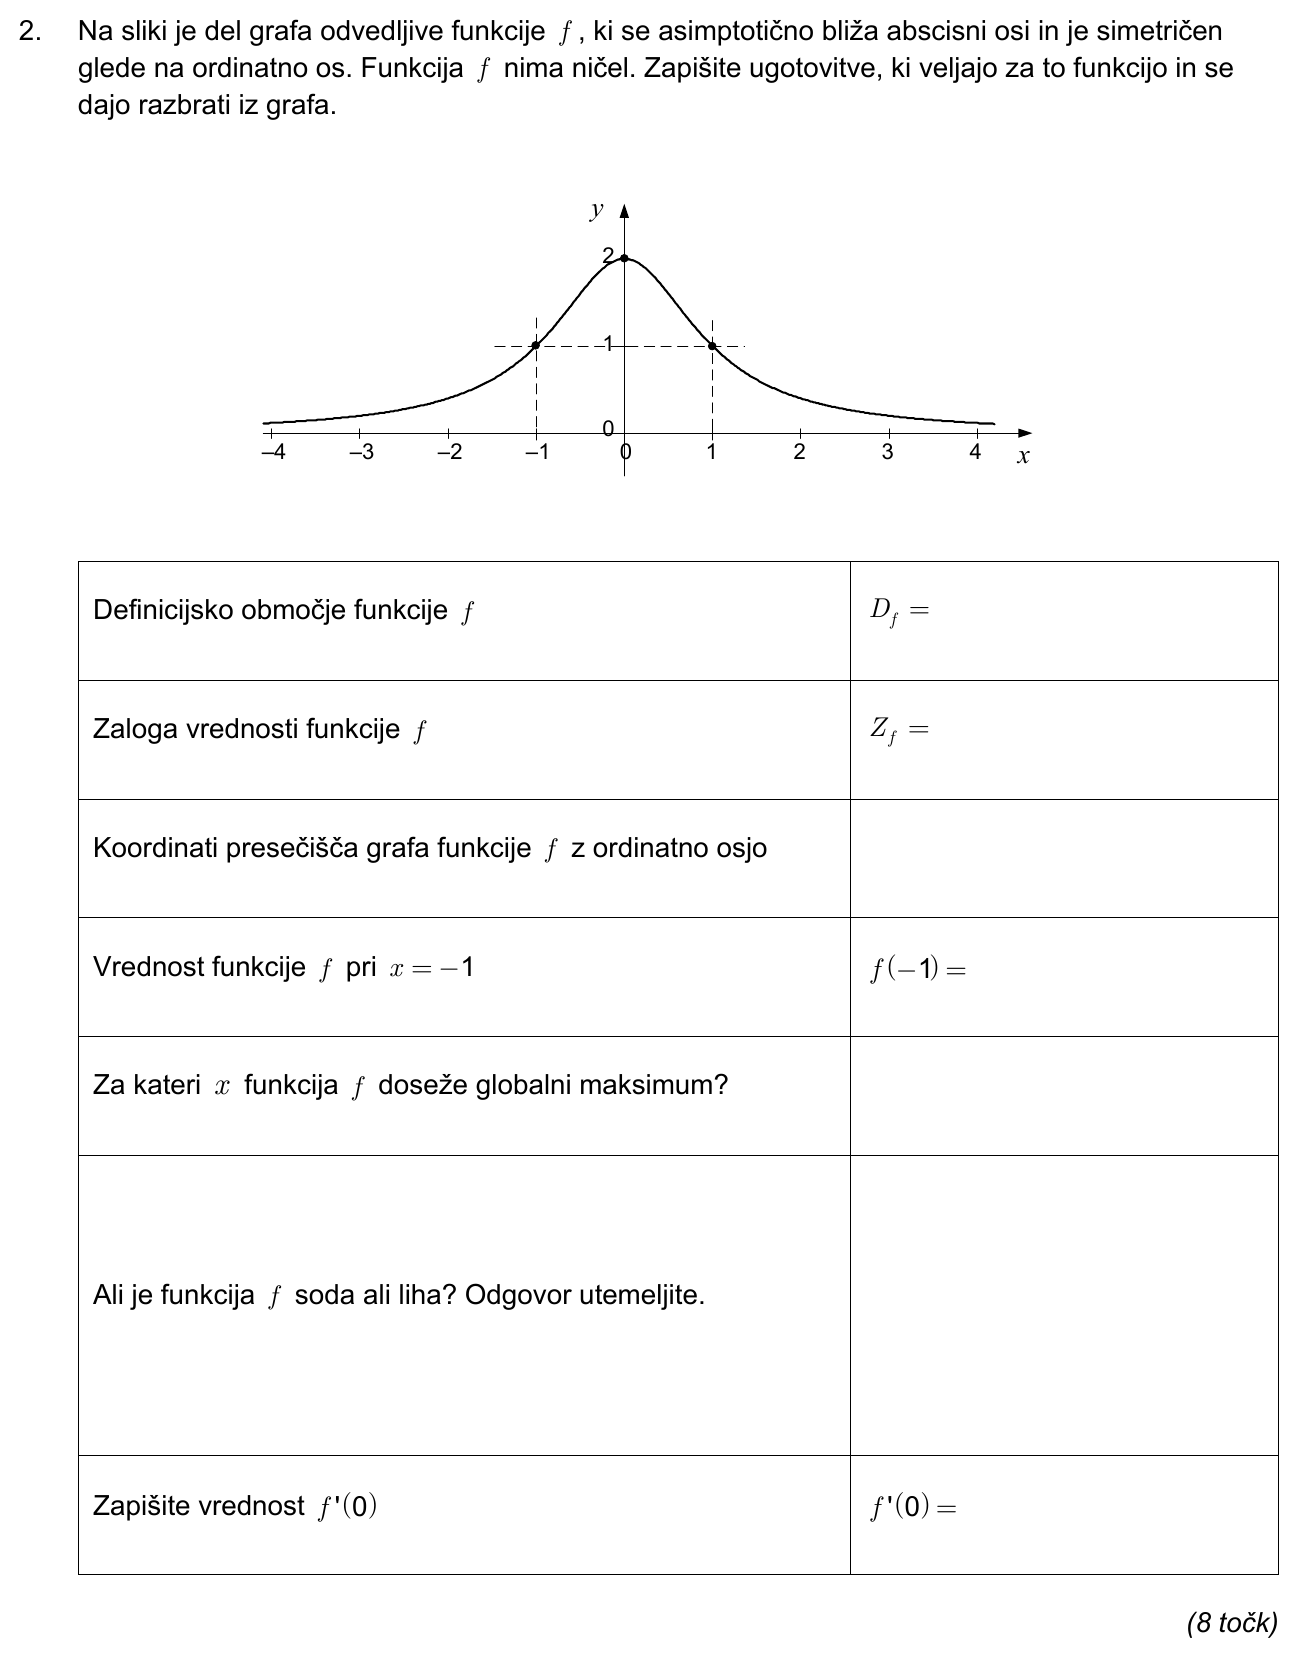 2. Na sliki je del grafa odvedljive funkcije f, ki se asimptotično bliža abscisni osi in je simetričen
glede na ordinatno os. Funkcija f nima ničel. Zapišite ugotovitve, ki veljajo za to funkcijo in se
dajo razbrati iz grafa.
y
2
1
0
–4 –3 –2 –1 0 1 2 3 4 x
Definicijsko območje funkcije f D_f =
Zaloga vrednosti funkcije f Z_f =
Koordinati presečišča grafa funkcije f z ordinatno osjo
Vrednost funkcije f pri x = −1 f(−1) =
Za kateri x funkcija f doseže globalni maksimum?
Ali je funkcija f soda ali liha? Odgovor utemeljite.
Zapišite vrednost f'(0) f'(0) =
(8 točk)